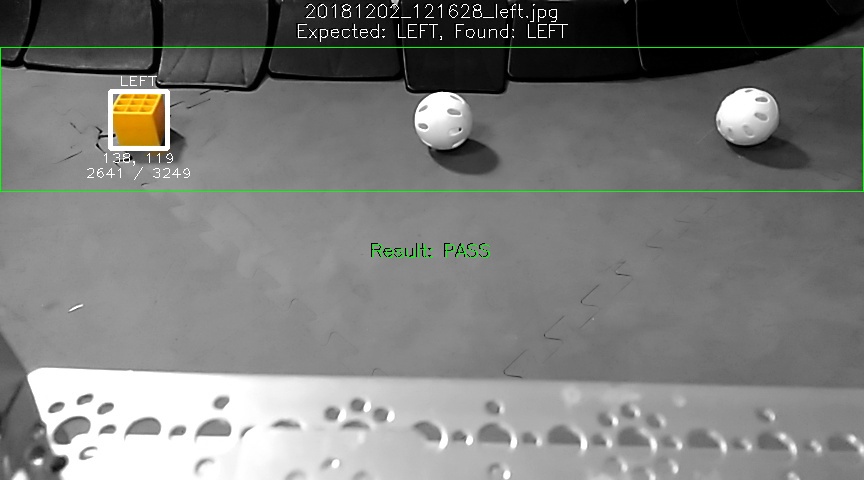 20181202_121628_left.jpg
Expected: LEFT, Found: LEFT
LEFT
138, 119
2641 / 3249
Result: PASS